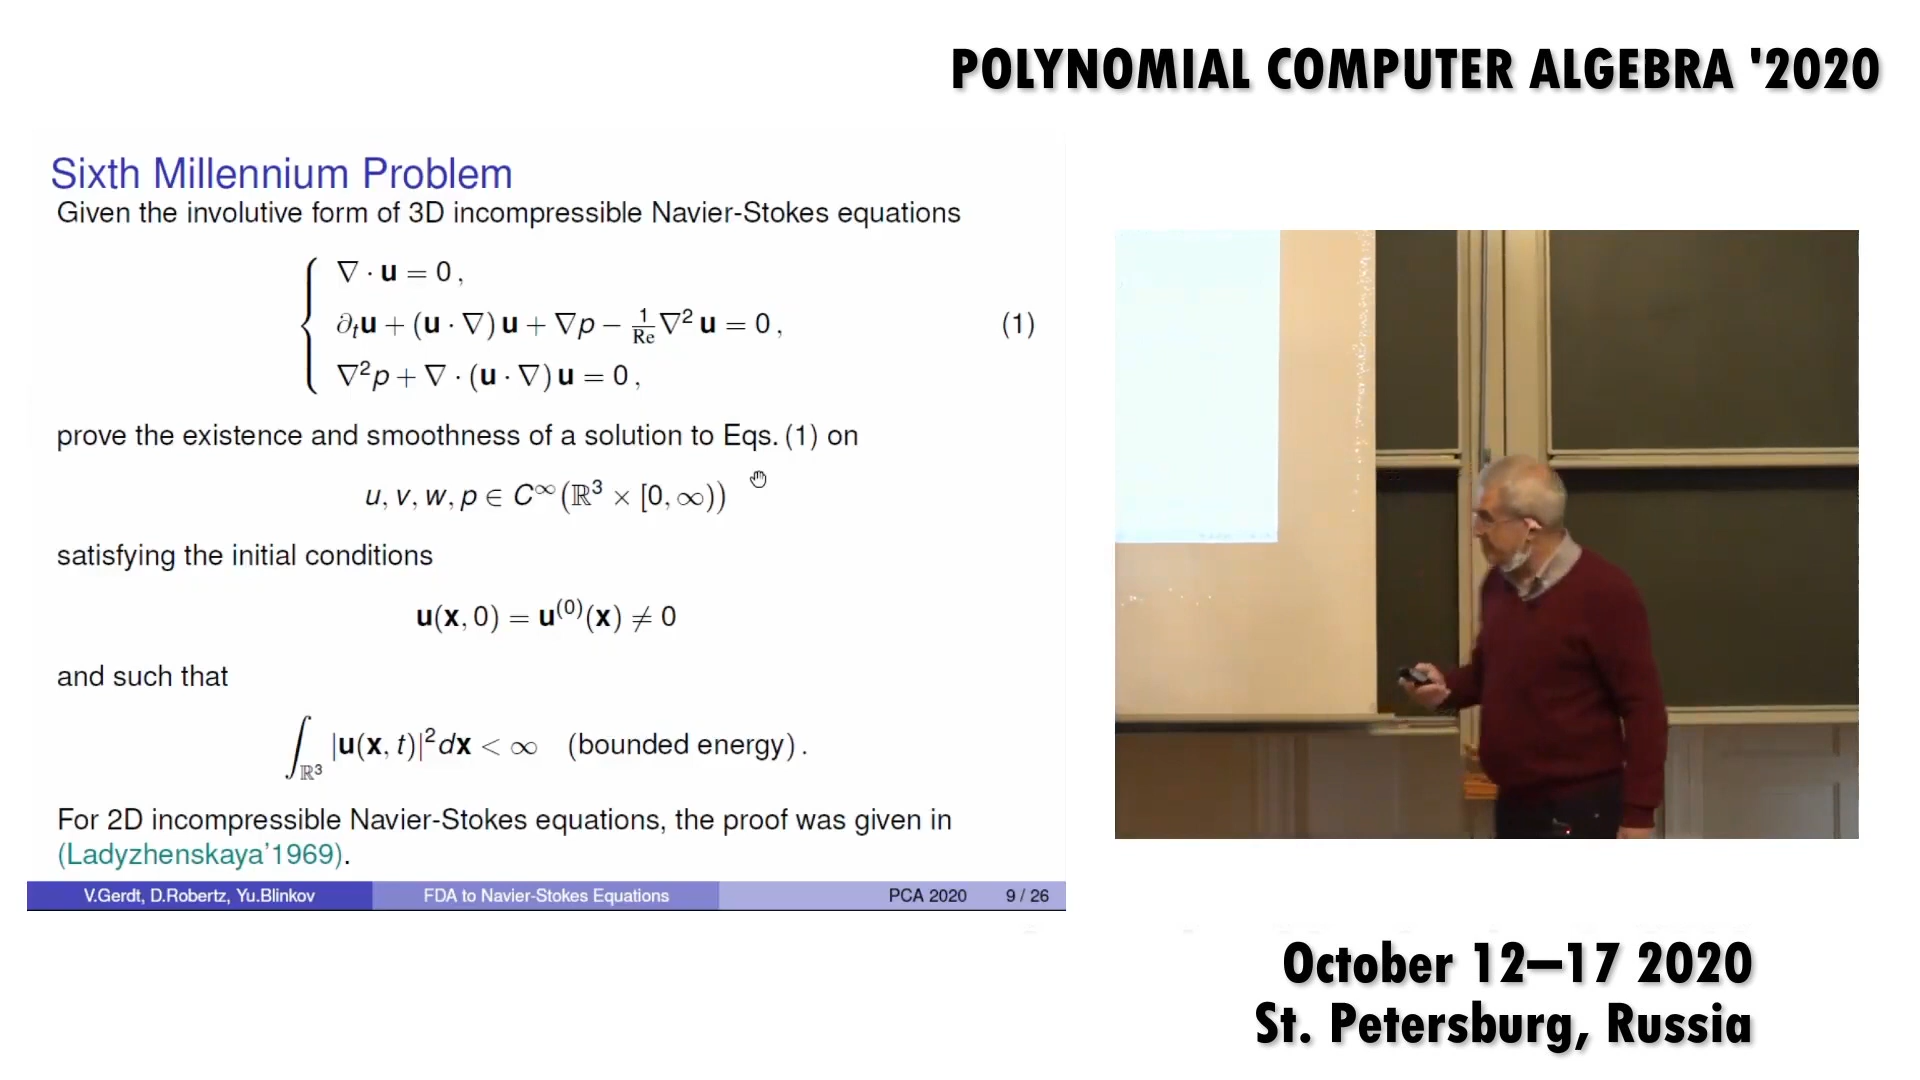 POLYNOMIAL COMPUTER ALGEBRA '2020
Sixth Millennium Problem
Given the involutive form of 3D incompressible Navier-Stokes equations
∇ · u = 0 ,
∂ₜu + (u · ∇) u + ∇p − 1/Re ∇² u = 0 ,
(1)
∇²p + ∇ · (u · ∇) u = 0 ,
prove the existence and smoothness of a solution to Eqs. (1) on
u, v, w, p ∈ C^∞ (ℝ³ × [0, ∞))
satisfying the initial conditions
u(x, 0) = u⁽⁰⁾(x) ≠ 0
and such that
∫_ℝ³ |u(x, t)|² dx < ∞ (bounded energy) .
For 2D incompressible Navier-Stokes equations, the proof was given in
(Ladyzhenskaya'1969).
V.Gerdt, D.Robertz, Yu.Blinkov FDA to Navier-Stokes Equations PCA 2020 9 / 26
October 12–17 2020
St. Petersburg, Russia